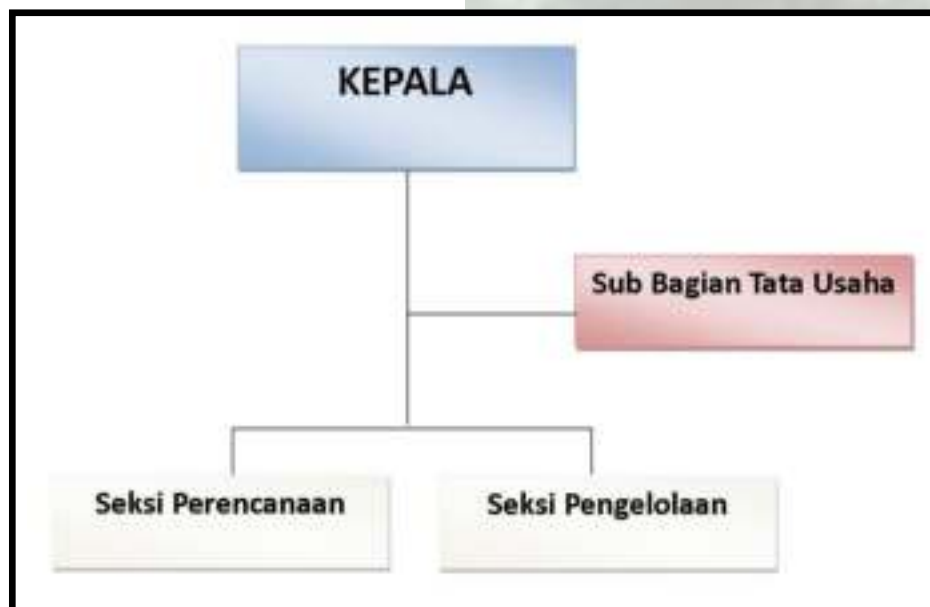 KEPALA
Sub Bagian Tata Usaha
Seksi Perencanaan
Seksi Pengelolaan